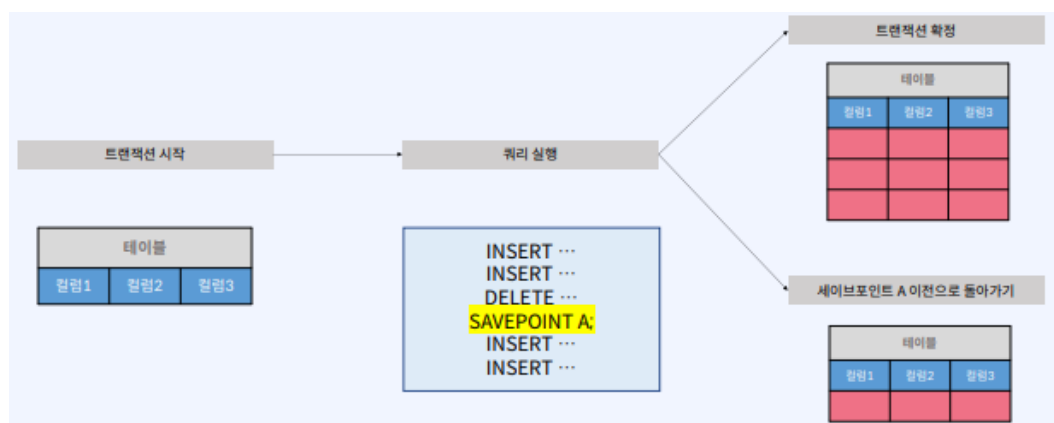 트랜잭션 시작
테이블
컬럼1 컬럼2 컬럼3
쿼리 실행
INSERT ⋯
INSERT ⋯
DELETE ⋯
SAVEPOINT A;
INSERT ⋯
INSERT ⋯
트랜잭션 확정
테이블
컬럼1 컬럼2 컬럼3
세이브포인트 A 이전으로 돌아가기
테이블
컬럼1 컬럼2 컬럼3